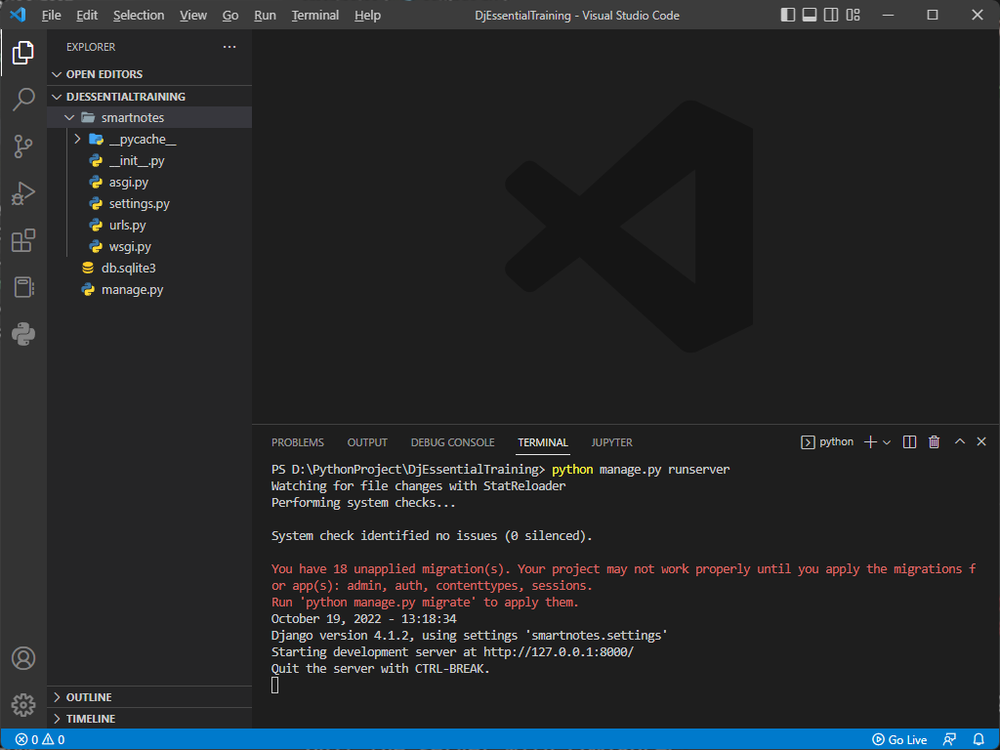 File Edit Selection View Go Run Terminal Help DjEssentialTraining - Visual Studio Code
EXPLORER
OPEN EDITORS
DJESSENTIALTRAINING
smartnotes
__pycache__
__init__.py
asgi.py
settings.py
urls.py
wsgi.py
db.sqlite3
manage.py
OUTLINE
TIMELINE
PROBLEMS OUTPUT DEBUG CONSOLE TERMINAL JUPYTER python
PS D:\PythonProject\DjEssentialTraining> python manage.py runserver
Watching for file changes with StatReloader
Performing system checks...
System check identified no issues (0 silenced).
You have 18 unapplied migration(s). Your project may not work properly until you apply the migrations f
or app(s): admin, auth, contenttypes, sessions.
Run 'python manage.py migrate' to apply them.
October 19, 2022 - 13:18:34
Django version 4.1.2, using settings 'smartnotes.settings'
Starting development server at http://127.0.0.1:8000/
Quit the server with CTRL-BREAK.
0 0 Go Live